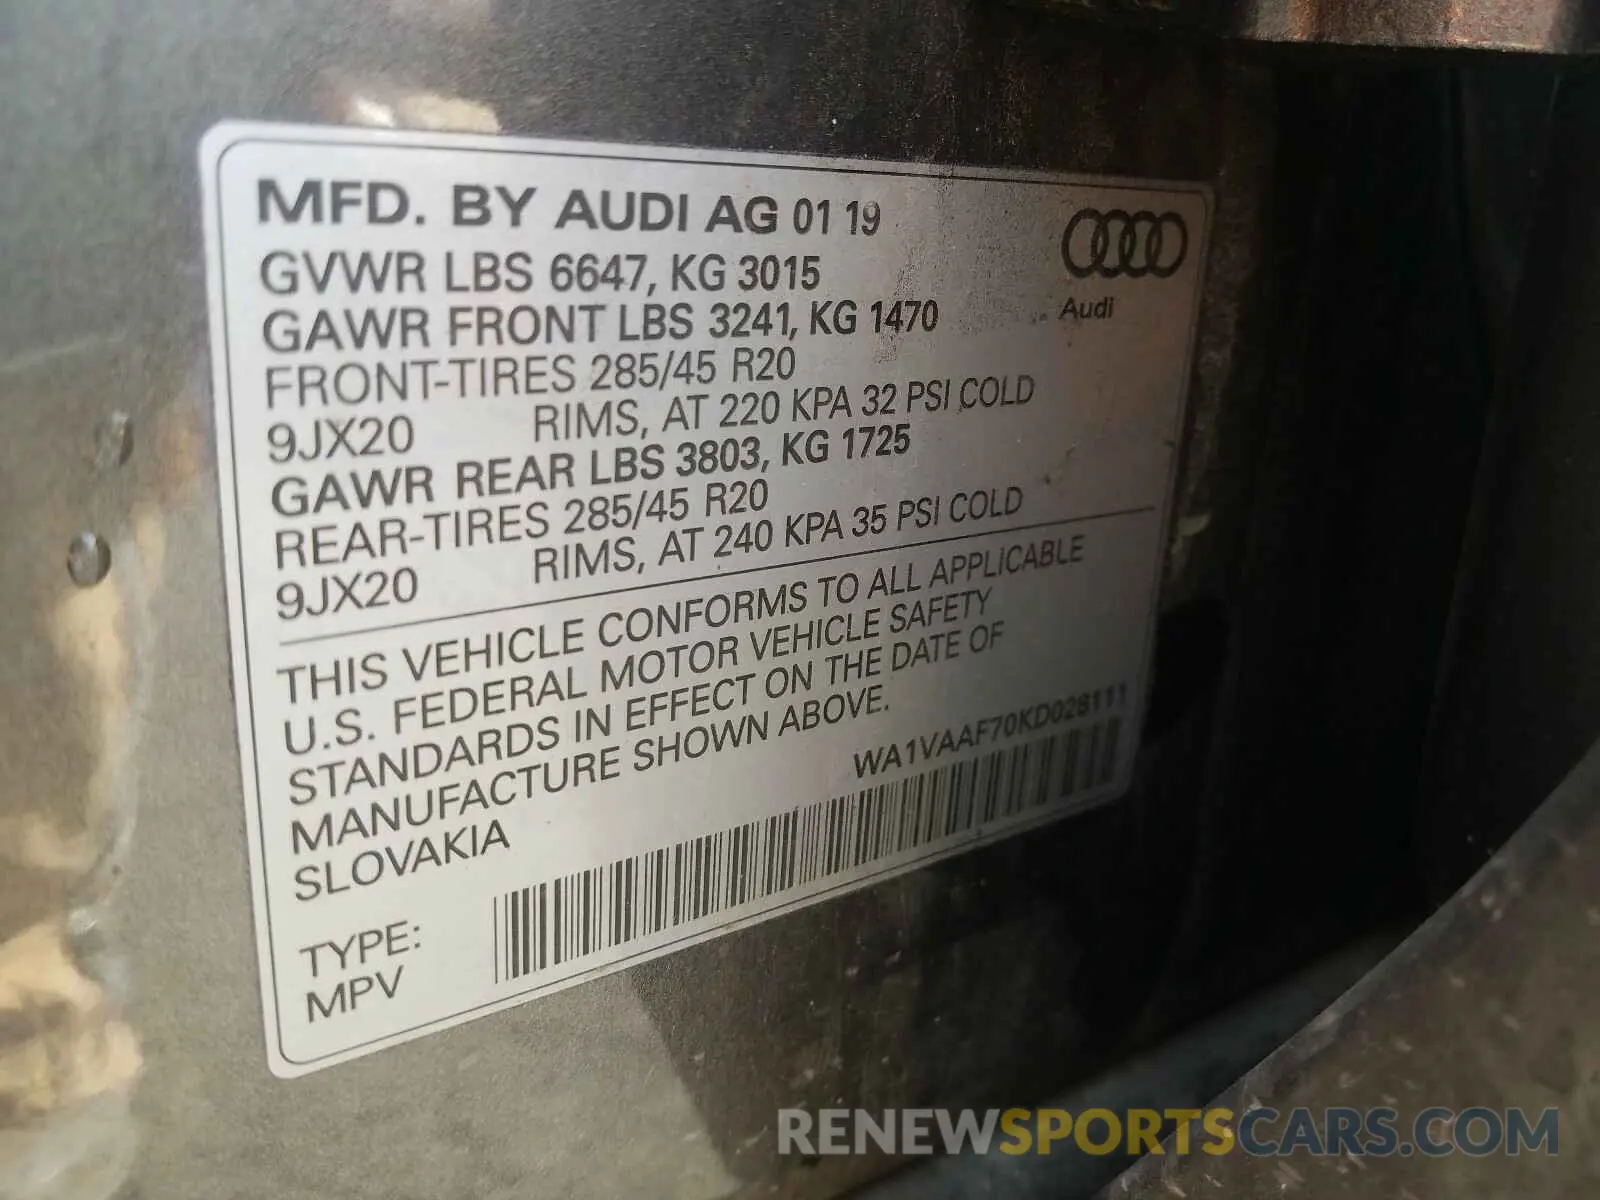 MFD. BY AUDI AG 01 19
GVWR LBS 6647, KG 3015
GAWR FRONT LBS 3241, KG 1470
Audi
FRONT-TIRES 285/45 R20
9JX20 RIMS, AT 220 KPA 32 PSI COLD
GAWR REAR LBS 3803, KG 1725
REAR-TIRES 285/45 R20
9JX20 RIMS, AT 240 KPA 35 PSI COLD
THIS VEHICLE CONFORMS TO ALL APPLICABLE
U.S. FEDERAL MOTOR VEHICLE SAFETY
STANDARDS IN EFFECT ON THE DATE OF
MANUFACTURE SHOWN ABOVE.
SLOVAKIA
WA1VAAF70KD028111
TYPE:
MPV
RENEWSPORTSCARS.COM